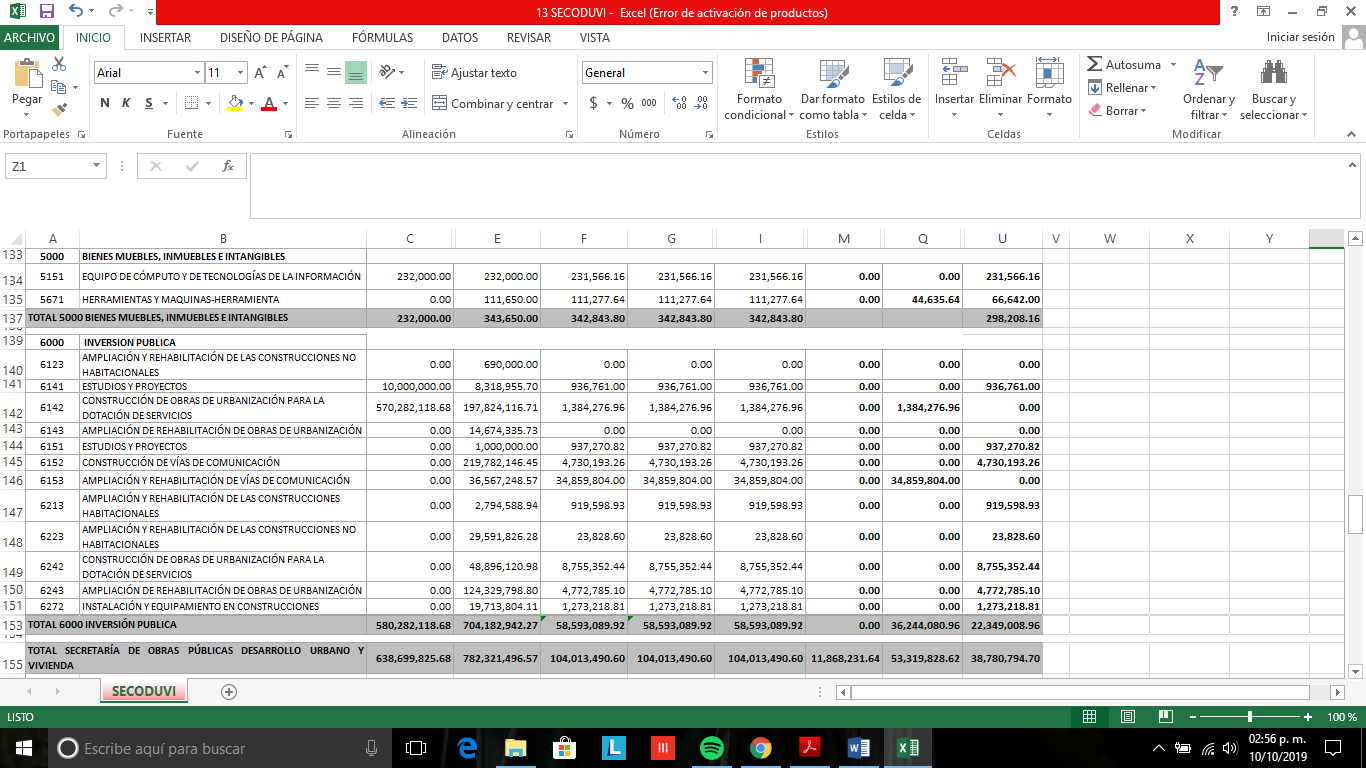 13 SECODUVI - Excel (Error de activación de productos)
ARCHIVO INICIO INSERTAR DISEÑO DE PÁGINA FÓRMULAS DATOS REVISAR VISTA Iniciar sesión
Pegar
Arial 11
N K S
Ajustar texto
Combinar y centrar
General
$ % 000
Formato condicional
Dar formato como tabla
Estilos de celda
Insertar Eliminar Formato
Autosuma
Rellenar
Borrar
Ordenar y filtrar
Buscar y seleccionar
Portapapeles Fuente Alineación Número Estilos Celdas Modificar
Z1
A B C E F G I M Q U V W X Y
133 5000 BIENES MUEBLES, INMUEBLES E INTANGIBLES
134 5151 EQUIPO DE CÓMPUTO Y DE TECNOLOGÍAS DE LA INFORMACIÓN 232,000.00 232,000.00 231,566.16 231,566.16 231,566.16 0.00 0.00 231,566.16
135 5671 HERRAMIENTAS Y MAQUINAS-HERRAMIENTA 0.00 111,650.00 111,277.64 111,277.64 111,277.64 0.00 44,635.64 66,642.00
137 TOTAL 5000 BIENES MUEBLES, INMUEBLES E INTANGIBLES 232,000.00 343,650.00 342,843.80 342,843.80 342,843.80 298,208.16
139 6000 INVERSION PUBLICA
140 6123 AMPLIACIÓN Y REHABILITACIÓN DE LAS CONSTRUCCIONES NO HABITACIONALES 0.00 690,000.00 0.00 0.00 0.00 0.00 0.00 0.00
141 6141 ESTUDIOS Y PROYECTOS 10,000,000.00 8,318,955.70 936,761.00 936,761.00 936,761.00 0.00 0.00 936,761.00
142 6142 CONSTRUCCIÓN DE OBRAS DE URBANIZACIÓN PARA LA DOTACIÓN DE SERVICIOS 570,282,118.68 197,824,116.71 1,384,276.96 1,384,276.96 1,384,276.96 0.00 1,384,276.96 0.00
143 6143 AMPLIACIÓN DE REHABILITACIÓN DE OBRAS DE URBANIZACIÓN 0.00 14,674,335.73 0.00 0.00 0.00 0.00 0.00 0.00
144 6151 ESTUDIOS Y PROYECTOS 0.00 1,000,000.00 937,270.82 937,270.82 937,270.82 0.00 0.00 937,270.82
145 6152 CONSTRUCCIÓN DE VÍAS DE COMUNICACIÓN 0.00 219,782,146.45 4,730,193.26 4,730,193.26 4,730,193.26 0.00 0.00 4,730,193.26
146 6153 AMPLIACIÓN Y REHABILITACIÓN DE VÍAS DE COMUNICACIÓN 0.00 36,567,248.57 34,859,804.00 34,859,804.00 34,859,804.00 0.00 34,859,804.00 0.00
147 6213 AMPLIACIÓN Y REHABILITACIÓN DE LAS CONSTRUCCIONES HABITACIONALES 0.00 2,794,588.94 919,598.93 919,598.93 919,598.93 0.00 0.00 919,598.93
148 6223 AMPLIACIÓN Y REHABILITACIÓN DE LAS CONSTRUCCIONES NO HABITACIONALES 0.00 29,591,826.28 23,828.60 23,828.60 23,828.60 0.00 0.00 23,828.60
149 6242 CONSTRUCCIÓN DE OBRAS DE URBANIZACIÓN PARA LA DOTACIÓN DE SERVICIOS 0.00 48,896,120.98 8,755,352.44 8,755,352.44 8,755,352.44 0.00 0.00 8,755,352.44
150 6243 AMPLIACIÓN DE REHABILITACIÓN DE OBRAS DE URBANIZACIÓN 0.00 124,329,798.80 4,772,785.10 4,772,785.10 4,772,785.10 0.00 0.00 4,772,785.10
151 6272 INSTALACIÓN Y EQUIPAMIENTO EN CONSTRUCCIONES 0.00 19,713,804.11 1,273,218.81 1,273,218.81 1,273,218.81 0.00 0.00 1,273,218.81
153 TOTAL 6000 INVERSIÓN PUBLICA 580,282,118.68 704,182,942.27 58,593,089.92 58,593,089.92 58,593,089.92 0.00 36,244,080.96 22,349,008.96
155 TOTAL SECRETARÍA DE OBRAS PÚBLICAS DESARROLLO URBANO Y VIVIENDA 638,699,825.68 782,321,496.57 104,013,490.60 104,013,490.60 104,013,490.60 11,868,231.64 53,319,828.62 38,780,794.70
SECODUVI
LISTO 100 %
Escribe aquí para buscar
02:56 p. m.
10/10/2019